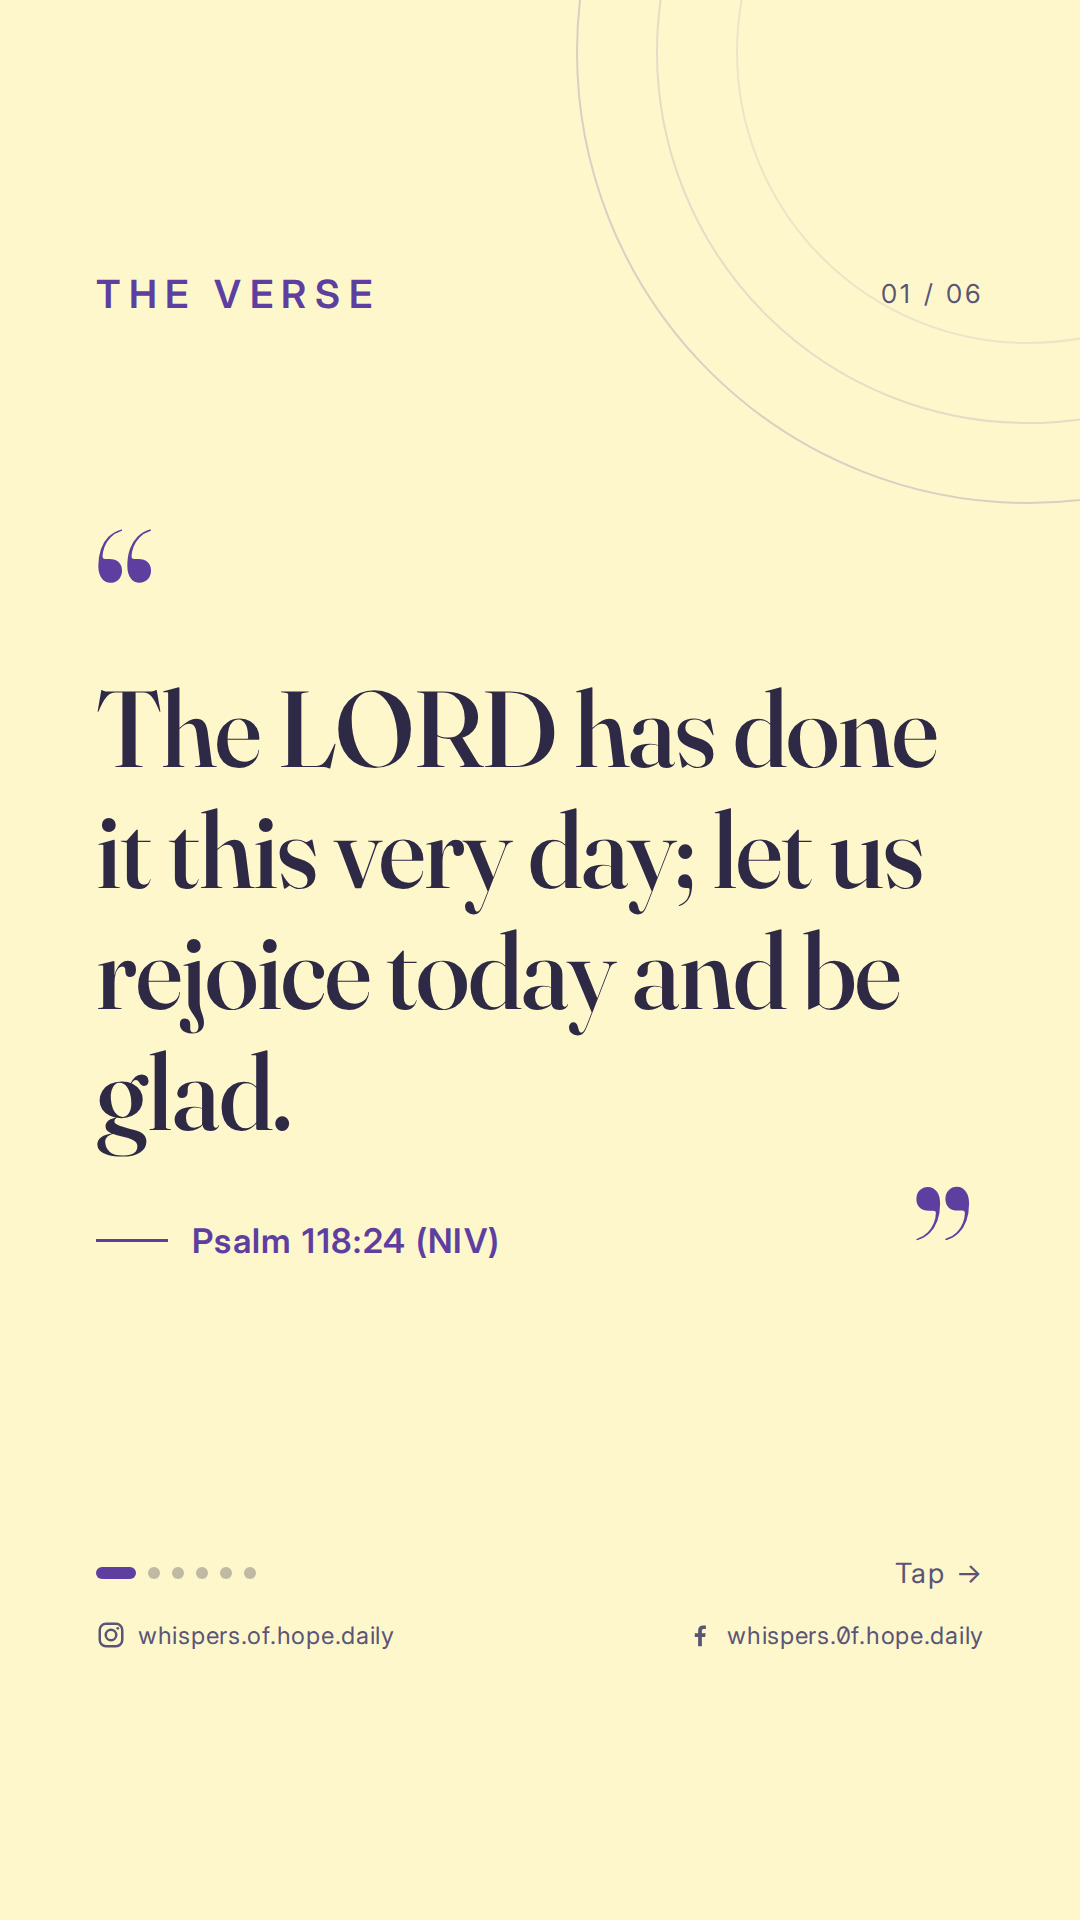 THE VERSE
01 / 06
“
The LORD has done
it this very day; let us
rejoice today and be
glad.
”
Psalm 118:24 (NIV)
Tap →
whispers.of.hope.daily
whispers.0f.hope.daily